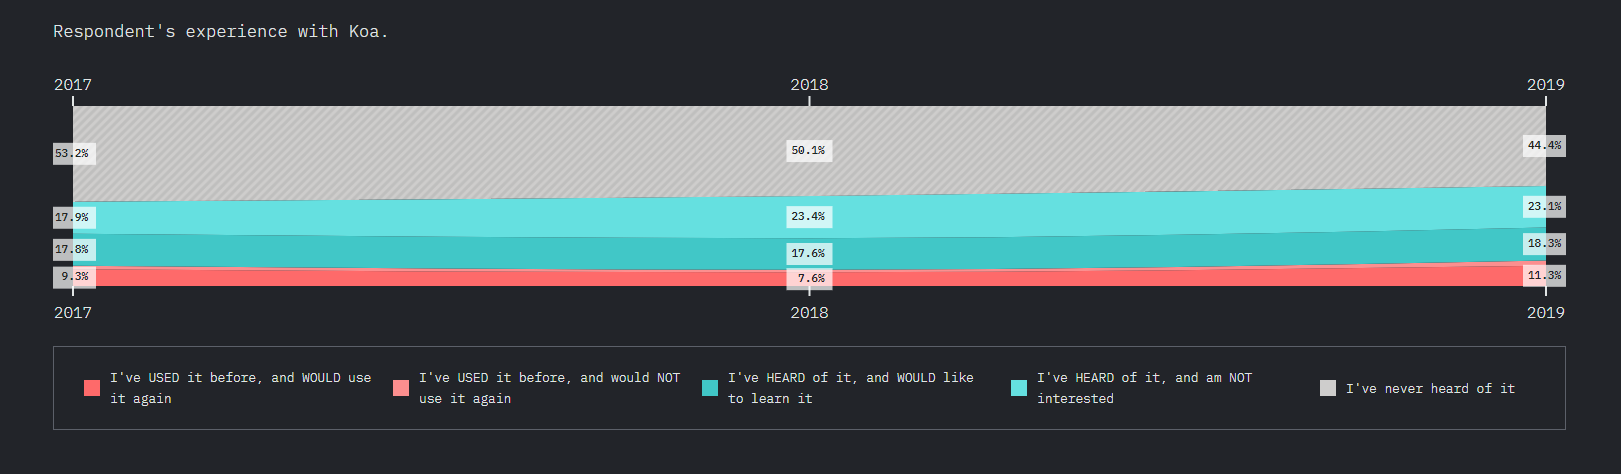 Respondent's experience with Koa.
2017 2018 2019
53.2% 50.1% 44.4%
17.9% 23.4% 23.1%
17.8% 17.6% 18.3%
9.3% 7.6% 11.3%
2017 2018 2019
I've USED it before, and WOULD use it again
I've USED it before, and would NOT use it again
I've HEARD of it, and WOULD like to learn it
I've HEARD of it, and am NOT interested
I've never heard of it